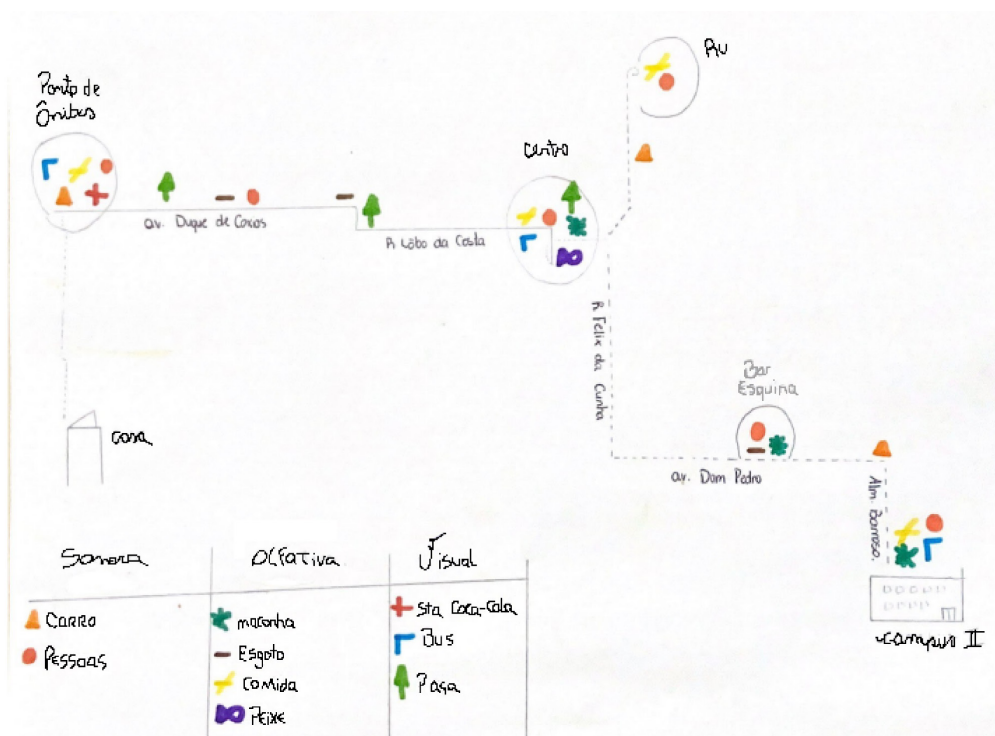 RU
Ponto de
Ônibus
Centro
av. Duque de Caxias
R Lôbo da Costa
R Felix da Cunha
Bar
Esquina
casa
av. Dom Pedro
Alm. Barroso.
campus II
Sonora
Olfativa
Visual
Carro
Pessoas
maconha
Esgoto
Comida
Peixe
Sta Coca-Cola
Bus
Paça